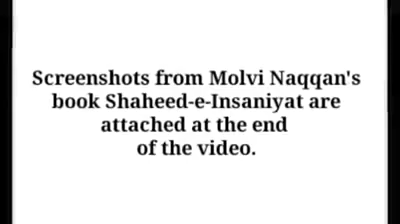 Screenshots from Molvi Naqqan's
book Shaheed-e-Insaniyat are
attached at the end
of the video.